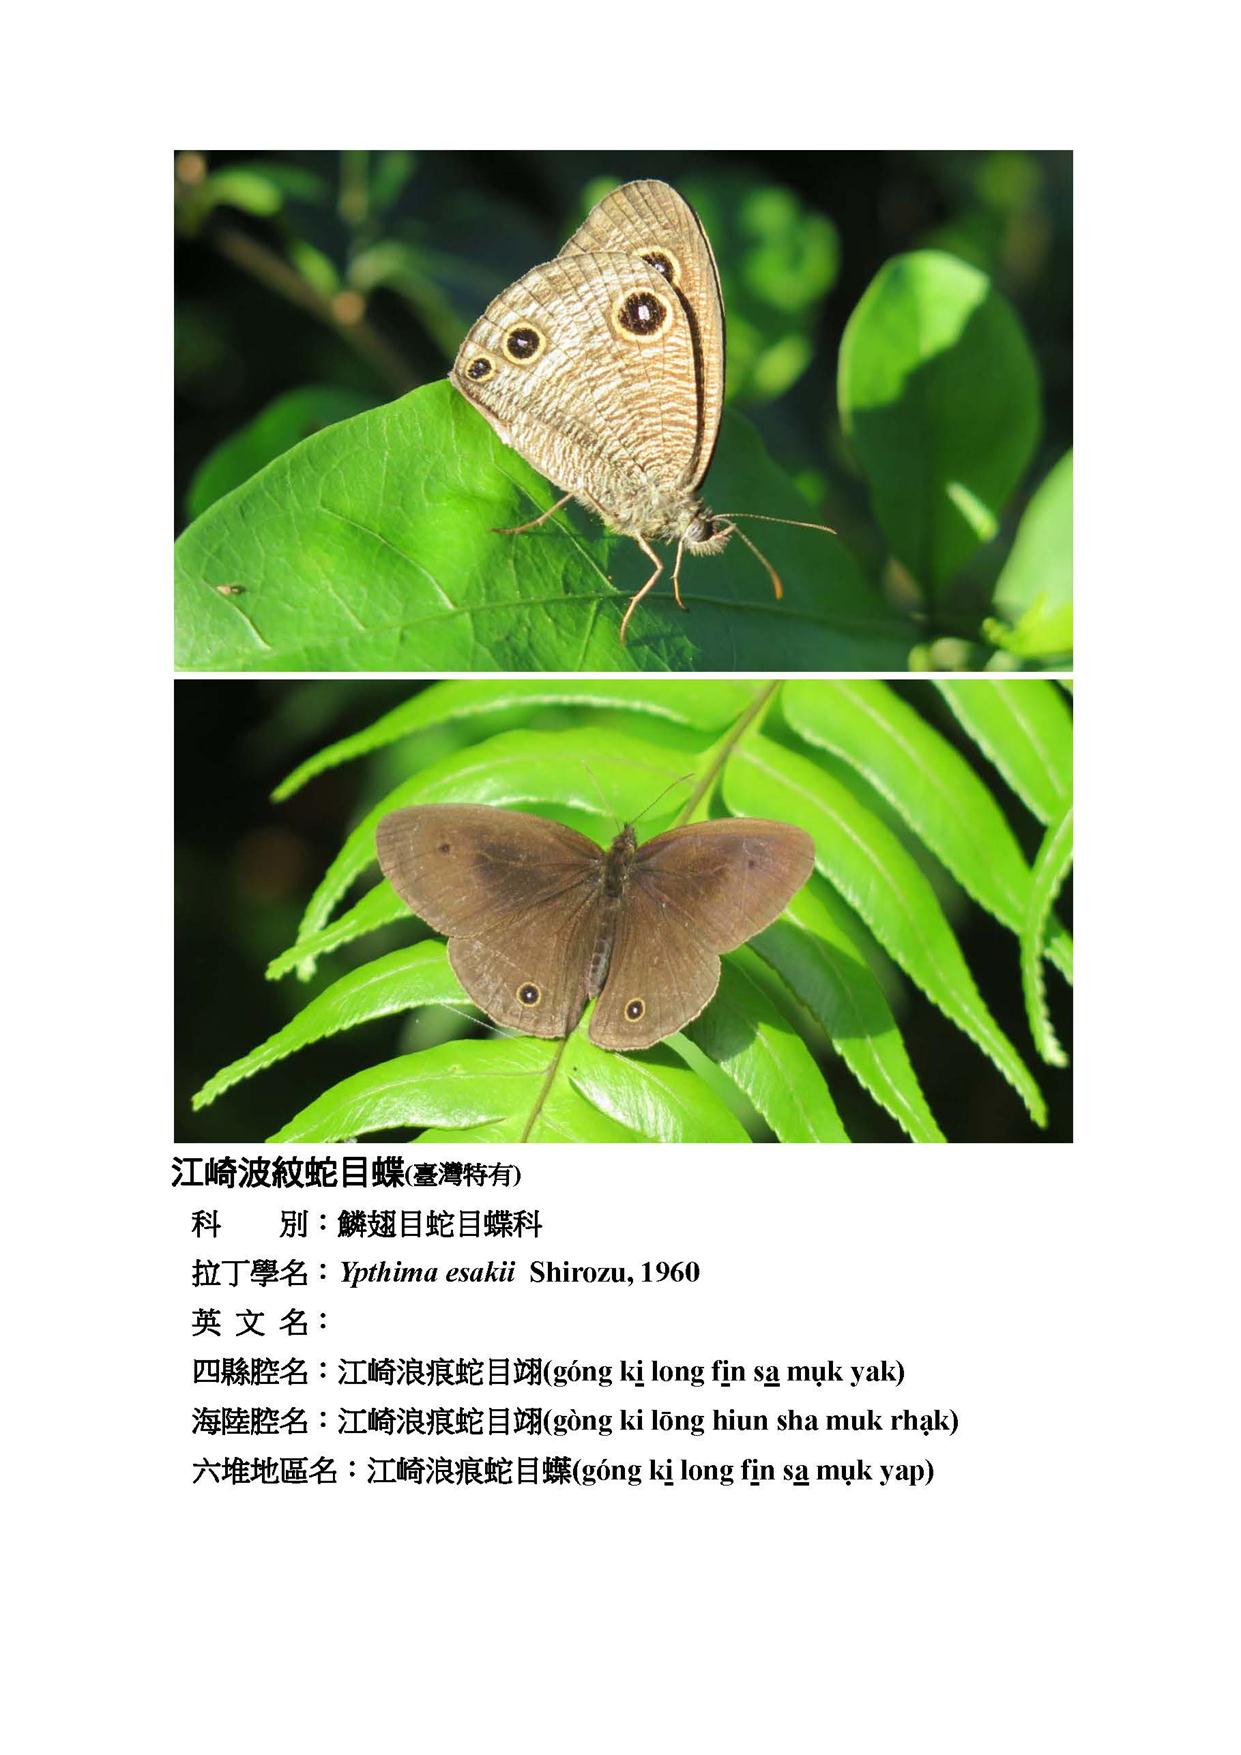 江崎波紋蛇目蝶(臺灣特有)
科　　別：鱗翅目蛇目蝶科
拉丁學名：Ypthima esakii Shirozu, 1960
英 文 名：
四縣腔名：江崎浪痕蛇目翊(góng ki̲ long fi̲n sa̲ mụk yak)
海陸腔名：江崎浪痕蛇目翊(gòng ki lōng hiun sha muk rhạk)
六堆地區名：江崎浪痕蛇目蝶(góng ki̲ long fi̲n sa̲ mụk yap)